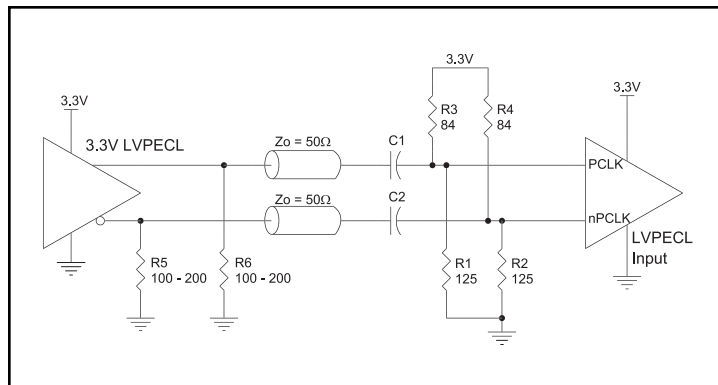 3.3V
3.3V
3.3V
R3
84
R4
84
3.3V LVPECL
Zo = 50Ω
C1
PCLK
Zo = 50Ω
C2
nPCLK
LVPECL
Input
R5
100 - 200
R6
100 - 200
R1
125
R2
125